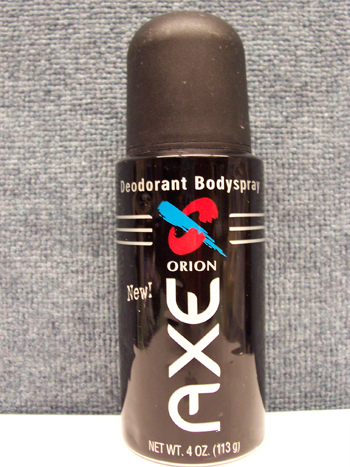 Deodorant Bodyspray
ORION
New!
AXE
NET WT. 4 OZ. (113 g)